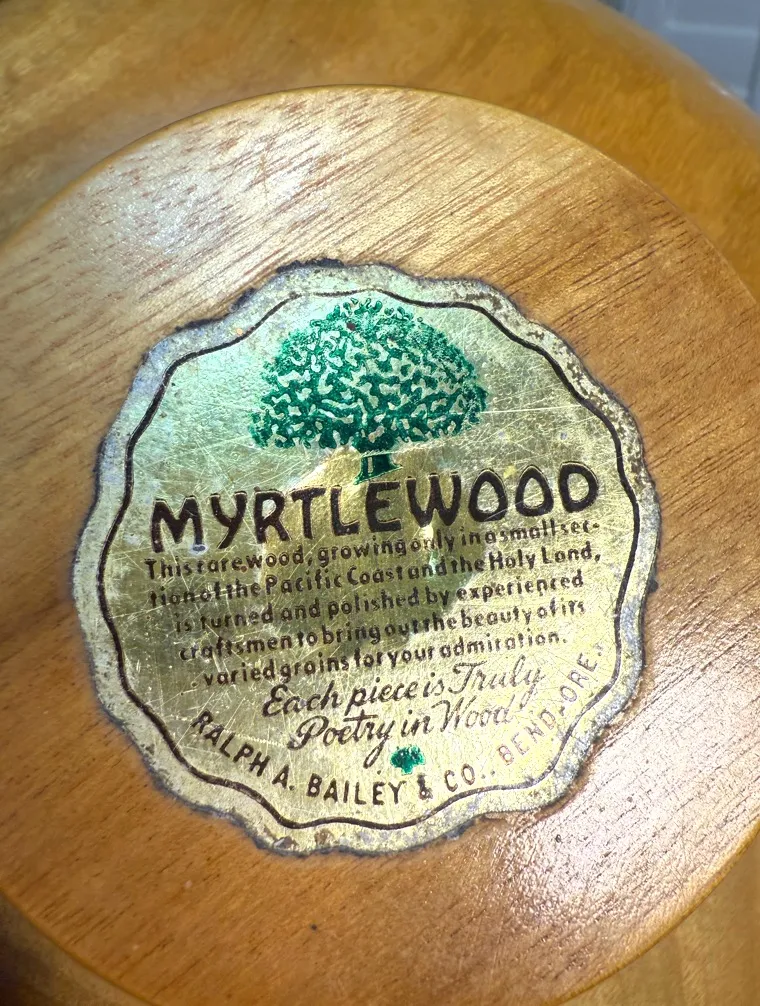 MYRTLEWOOD
This rare wood, growing only in a small sec-
tion of the Pacific Coast and the Holy Land,
is turned and polished by experienced
craftsmen to bring out the beauty of its
varied grains for your admiration.
Each piece is Truly
Poetry in Wood
RALPH A. BAILEY & CO., BEND, ORE.